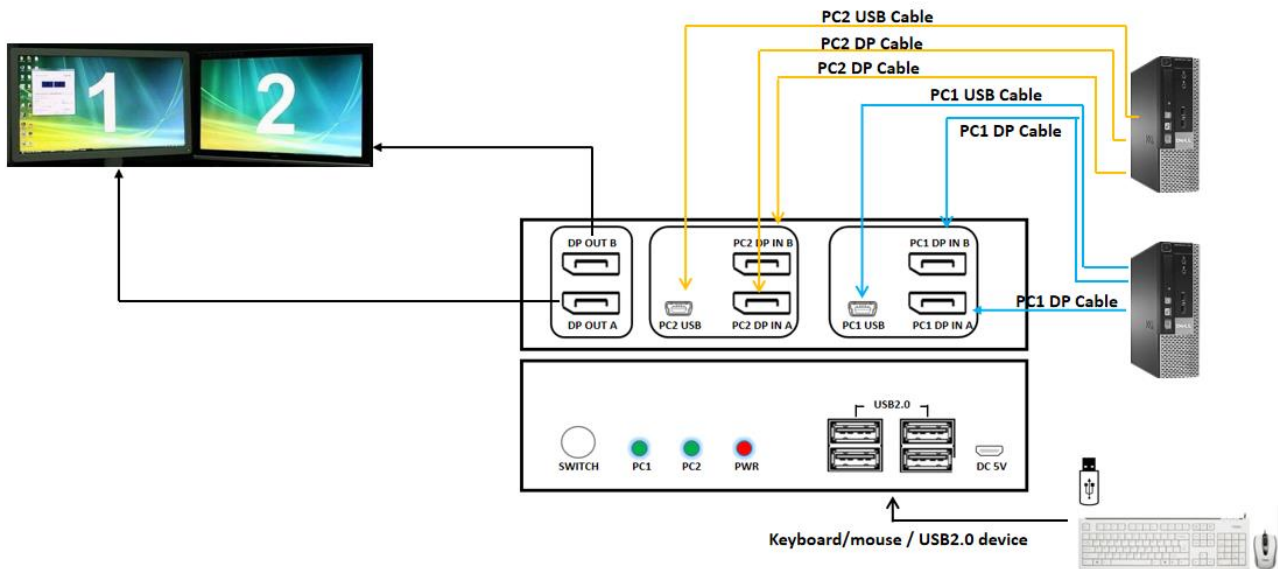 PC2 USB Cable
PC2 DP Cable
PC2 DP Cable
PC1 USB Cable
PC1 DP Cable
1
2
DP OUT B
PC2 DP IN B
PC1 DP IN B
PC1 DP Cable
DP OUT A
PC2 USB
PC2 DP IN A
PC1 USB
PC1 DP IN A
USB2.0
SWITCH
PC1
PC2
PWR
DC 5V
Keyboard/mouse / USB2.0 device